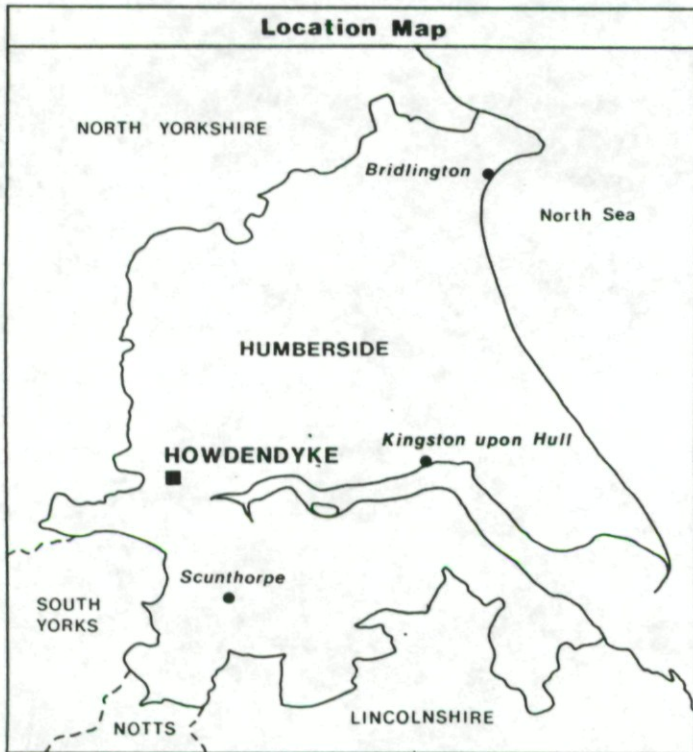 Location Map
NORTH YORKSHIRE
Bridlington
North Sea
HUMBERSIDE
Kingston upon Hull
HOWDENDYKE
Scunthorpe
SOUTH
YORKS
NOTTS
LINCOLNSHIRE